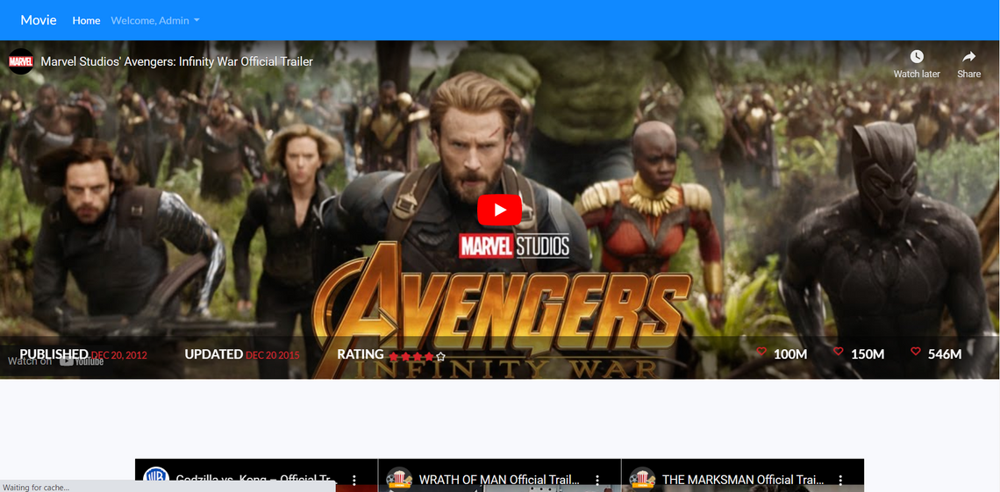 Movie Home Welcome, Admin
MARVEL Marvel Studios' Avengers: Infinity War Official Trailer
Watch later Share
MARVEL STUDIOS
AVENGERS
INFINITY WAR
PUBLISHED DEC 20, 2012 UPDATED DEC 20 2015 RATING 100M 150M 546M
Watch on YouTube
WB Godzilla vs. Kong – Official Tr... WRATH OF MAN Official Trail... THE MARKSMAN Official Trai...
Waiting for cache...